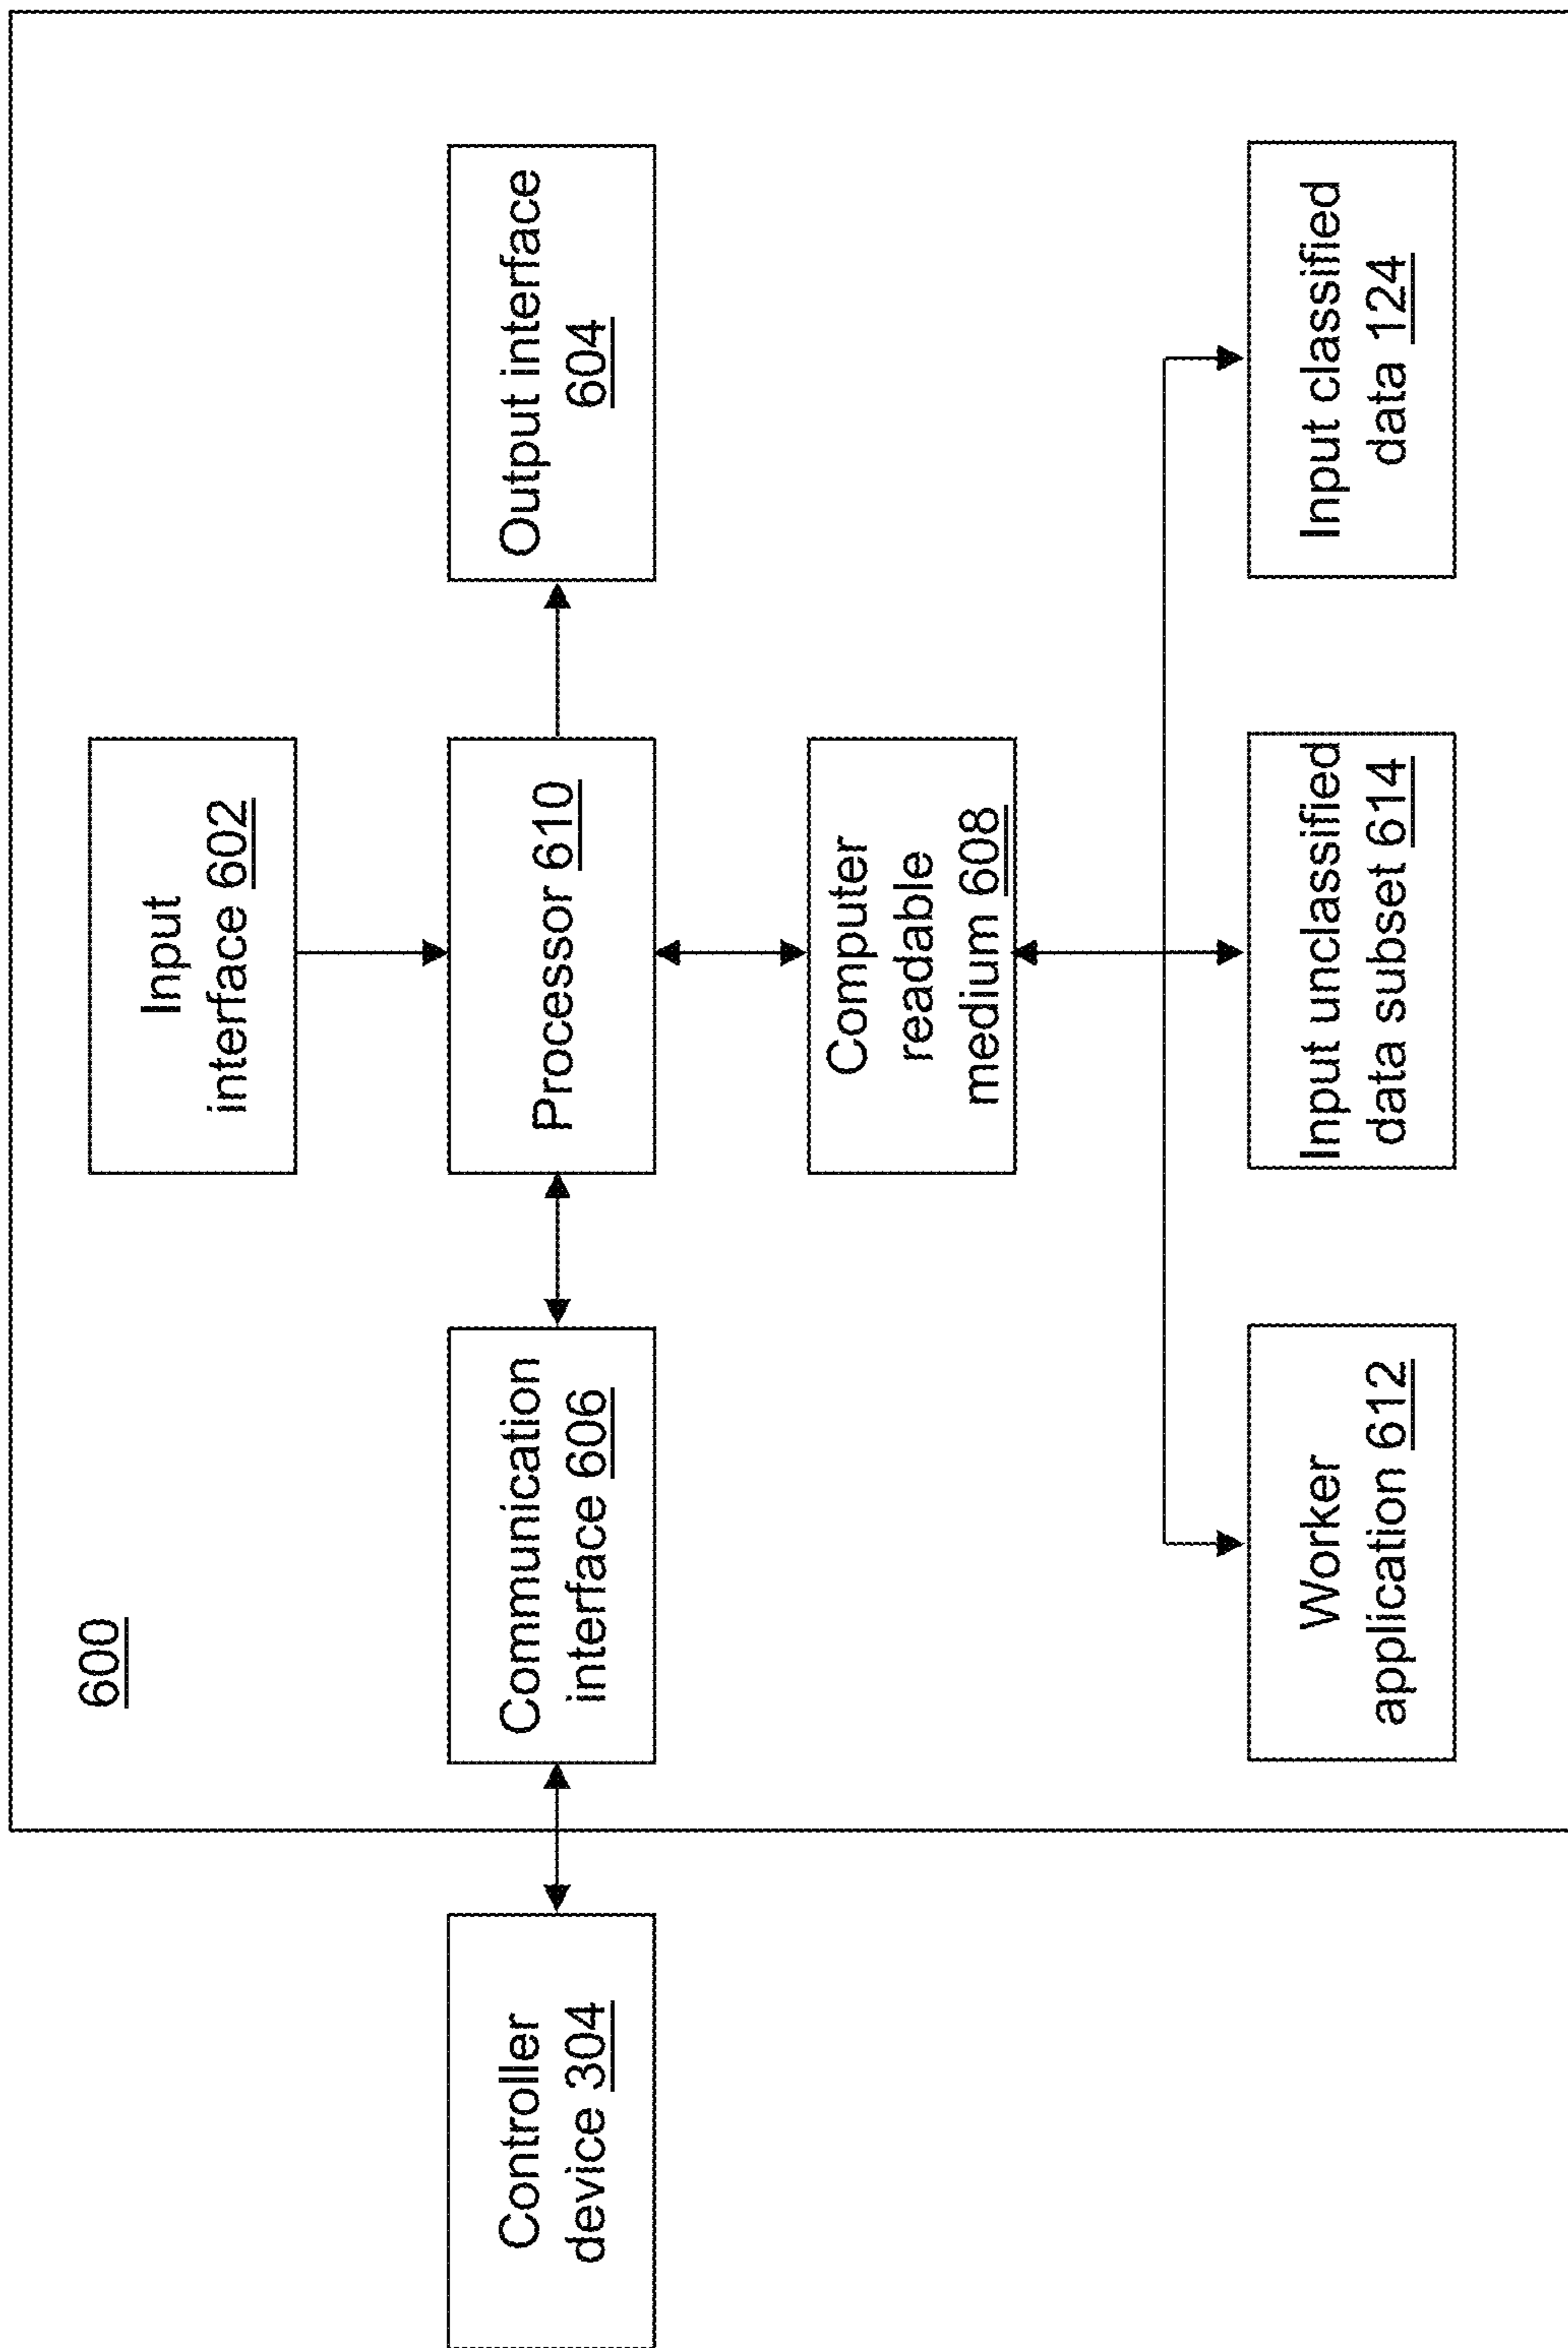 600
Input
interface 602
Controller
device 304
Communication
interface 606
Processor 610
Output interface
604
Computer
readable
medium 608
Worker
application 612
Input unclassified
data subset 614
Input classified
data 124